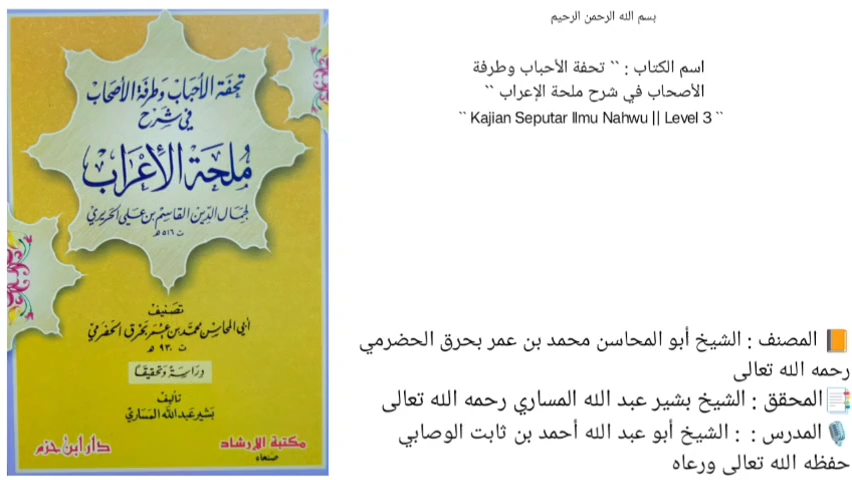 بسم الله الرحمن الرحيم
اسم الكتاب : `` تحفة الأحباب وطرفة
الأصحاب في شرح ملحة الإعراب ``
`` Kajian Seputar Ilmu Nahwu || Level 3 ``
تحفة الأحباب وطرفة الأصحاب
في شرح
ملحة الإعراب
لجمال الدين القاسم بن علي الحريري
ت ٥١٦ هـ
تصنيف
أبي المحاسن محمد بن عمر بحرق الحضرمي
ت ٩٣٠ هـ
دراسة وتحقيقا
تأليف
بشير عبد الله المساري
مكتبة الإرشاد
صنعاء
دار ابن حزم
📙 المصنف : الشيخ أبو المحاسن محمد بن عمر بحرق الحضرمي
رحمه الله تعالى
📑المحقق : الشيخ بشير عبد الله المساري رحمه الله تعالى
🎙️المدرس : : الشيخ أبو عبد الله أحمد بن ثابت الوصابي
حفظه الله تعالى ورعاه